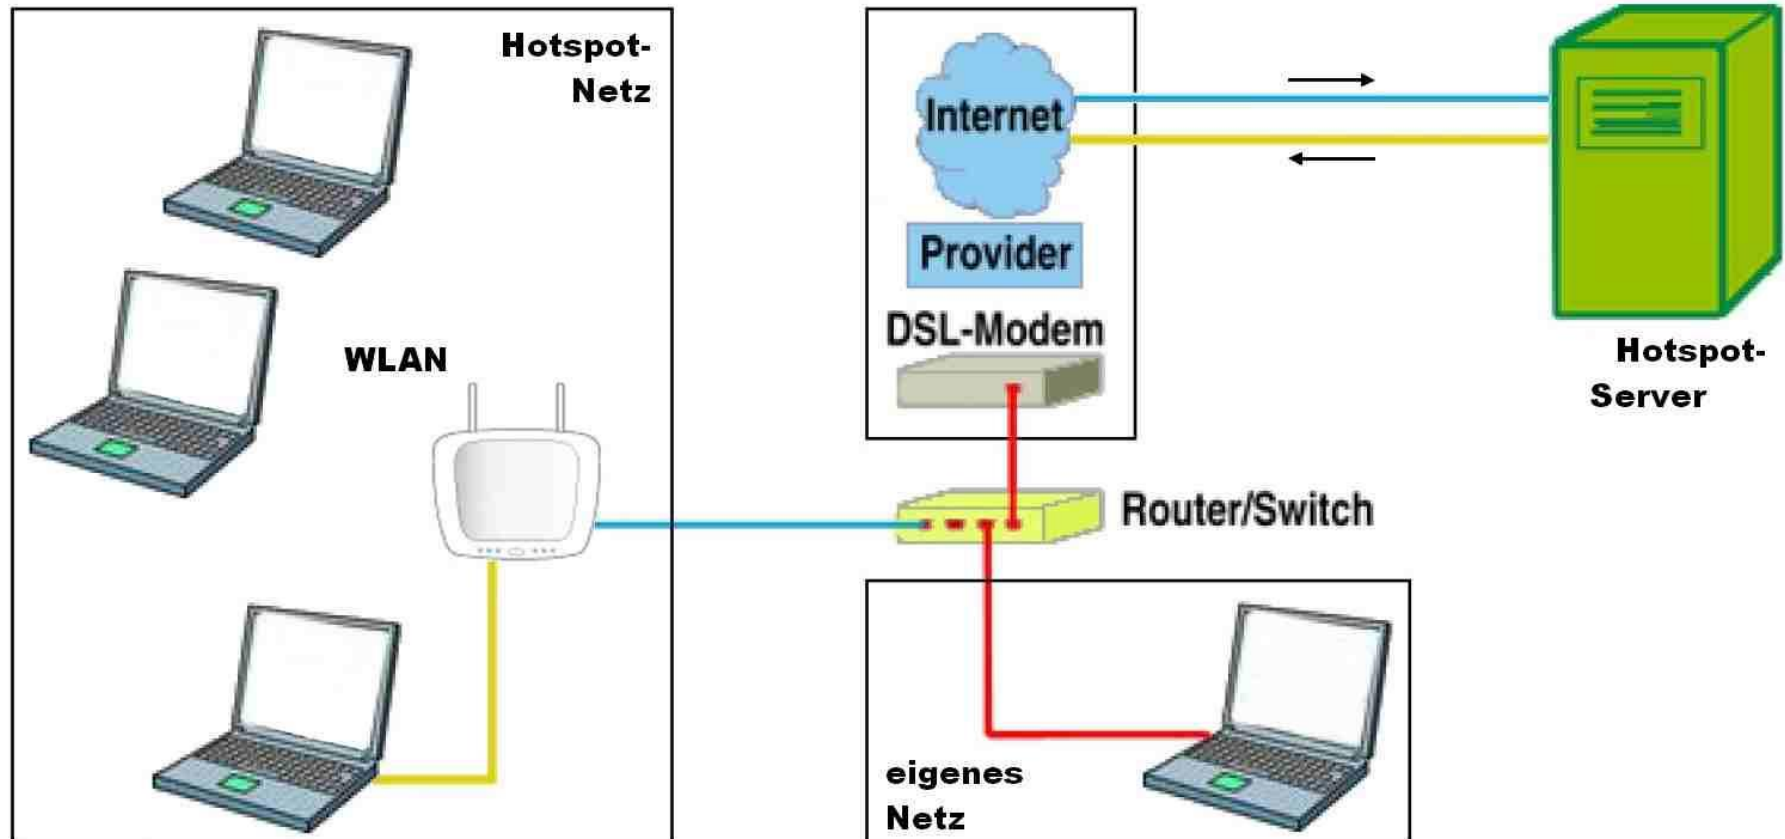 Hotspot-
Netz
WLAN
Internet
Provider
DSL-Modem
Hotspot-
Server
Router/Switch
eigenes
Netz